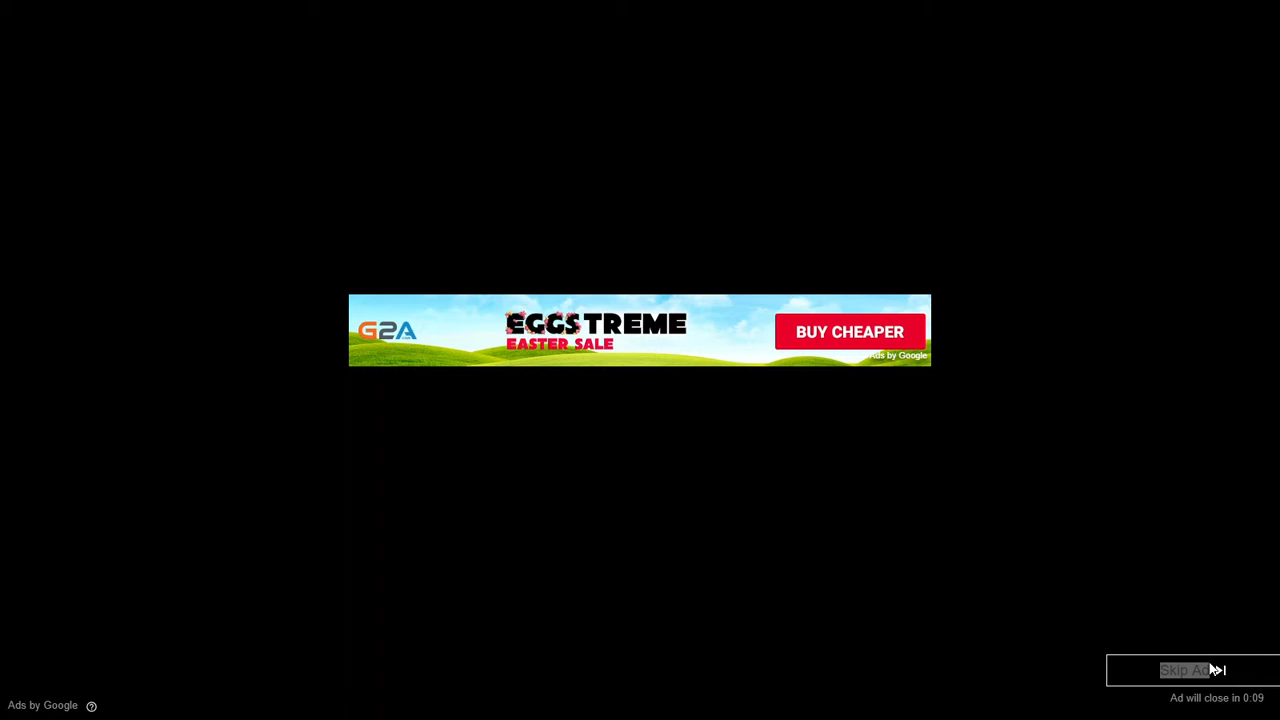 G2A
EGGSTREME
EASTER SALE
BUY CHEAPER
Ads by Google
Skip Ad
Ad will close in 0:09
Ads by Google